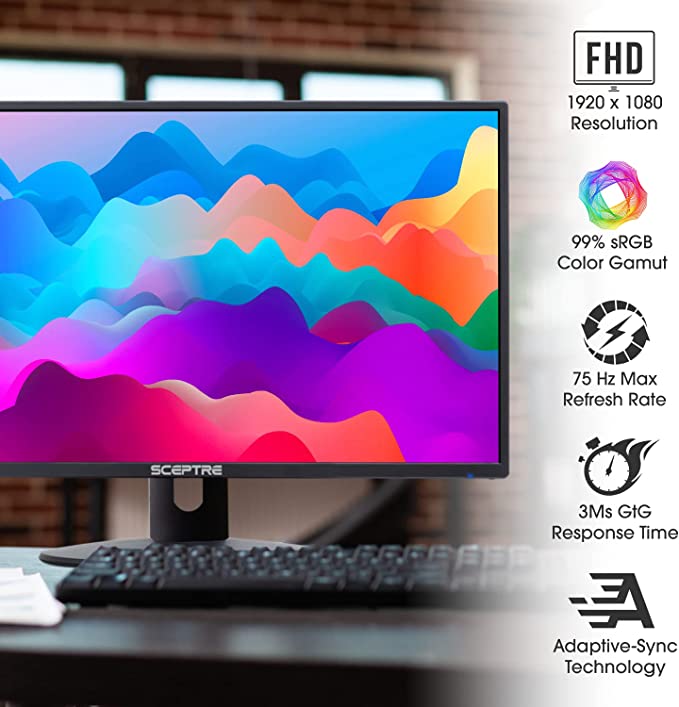 FHD
1920 x 1080
Resolution
99% sRGB
Color Gamut
75 Hz Max
Refresh Rate
3Ms GtG
Response Time
Adaptive-Sync
Technology
SCEPTRE